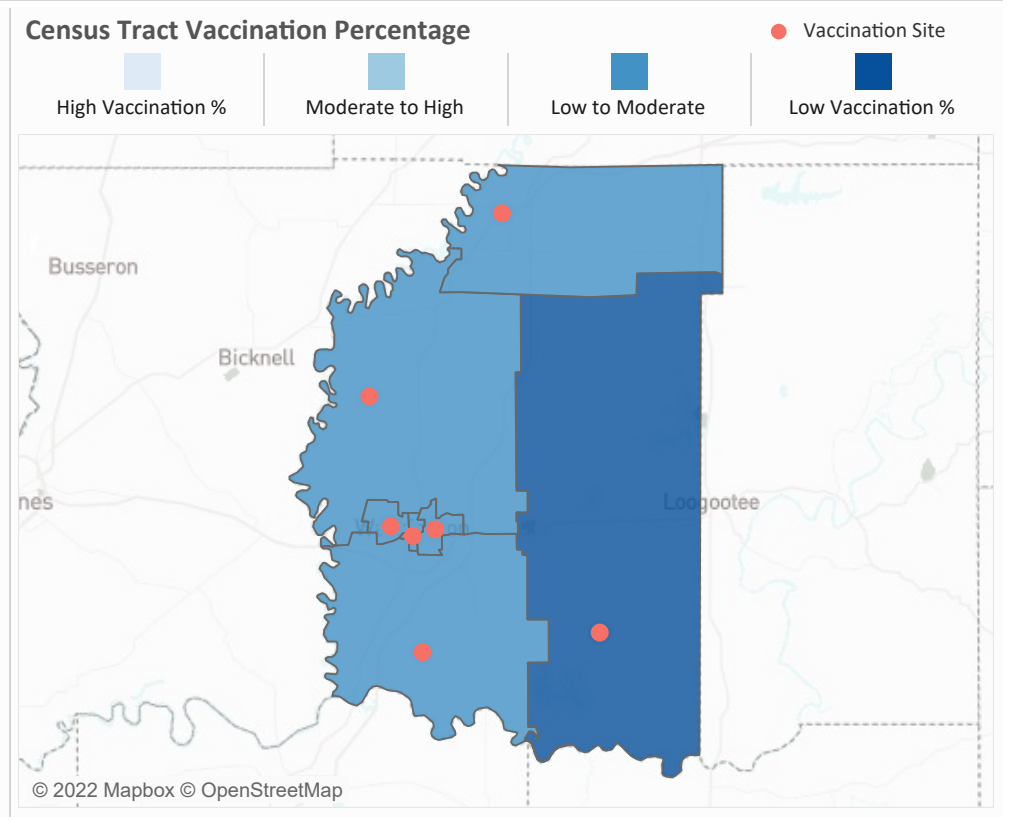 Census Tract Vaccination Percentage
Vaccination Site
High Vaccination %
Moderate to High
Low to Moderate
Low Vaccination %
Busseron
Bicknell
nes
Loogootee
© 2022 Mapbox © OpenStreetMap